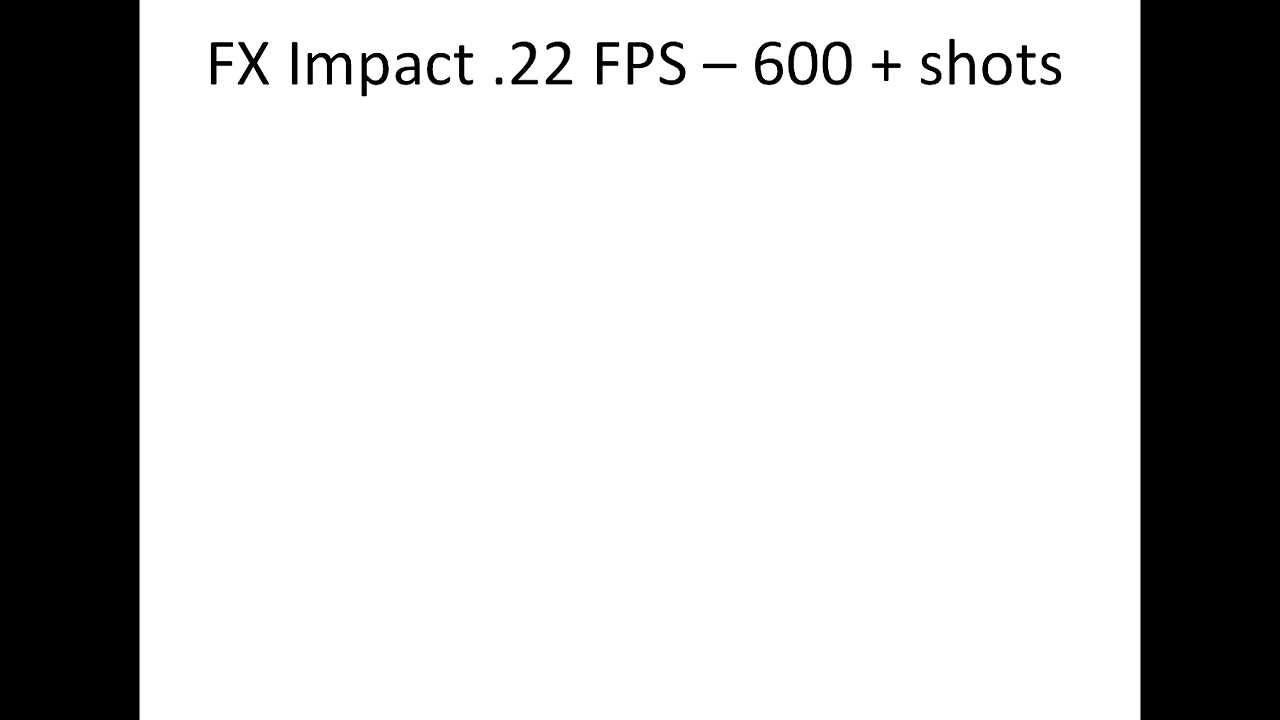 FX Impact .22 FPS – 600 + shots